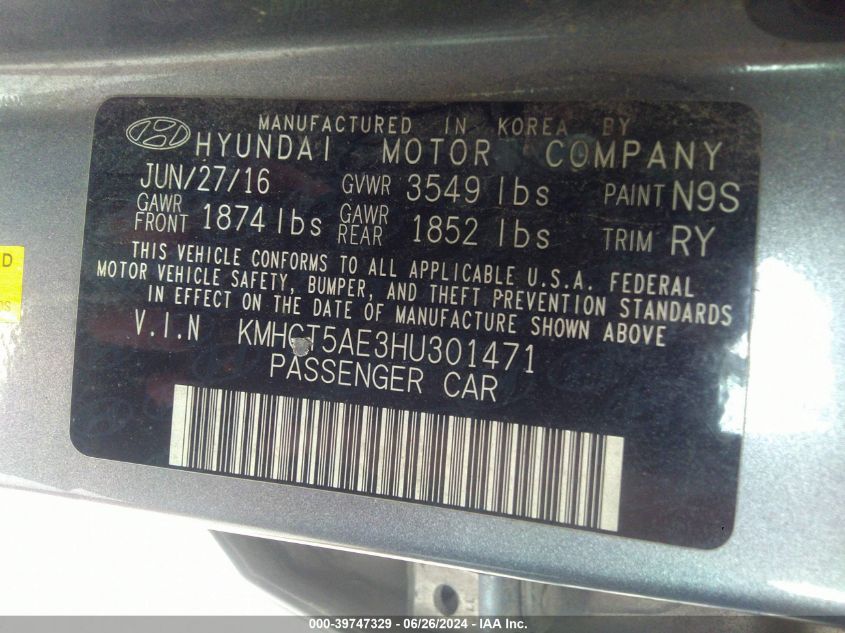 MANUFACTURED IN KOREA BY
HYUNDAI MOTOR COMPANY
JUN/27/16 GVWR 3549 lbs PAINT N9S
GAWR FRONT 1874 lbs GAWR REAR 1852 lbs TRIM RY
THIS VEHICLE CONFORMS TO ALL APPLICABLE U.S.A. FEDERAL
MOTOR VEHICLE SAFETY, BUMPER, AND THEFT PREVENTION STANDARDS
IN EFFECT ON THE DATE OF MANUFACTURE SHOWN ABOVE
V.I.N KMHCT5AE3HU301471
PASSENGER CAR
000-39747329 - 06/26/2024 - IAA Inc.